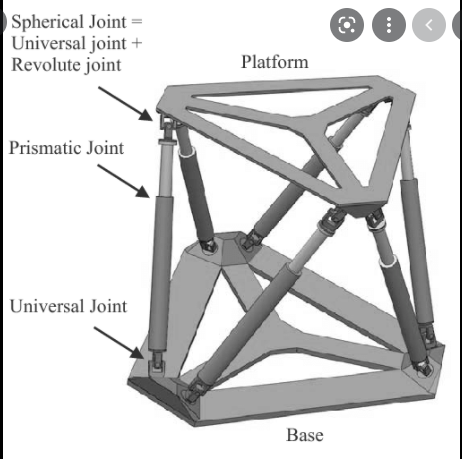 Spherical Joint =
Universal joint +
Revolute joint
Platform
Prismatic Joint
Universal Joint
Base